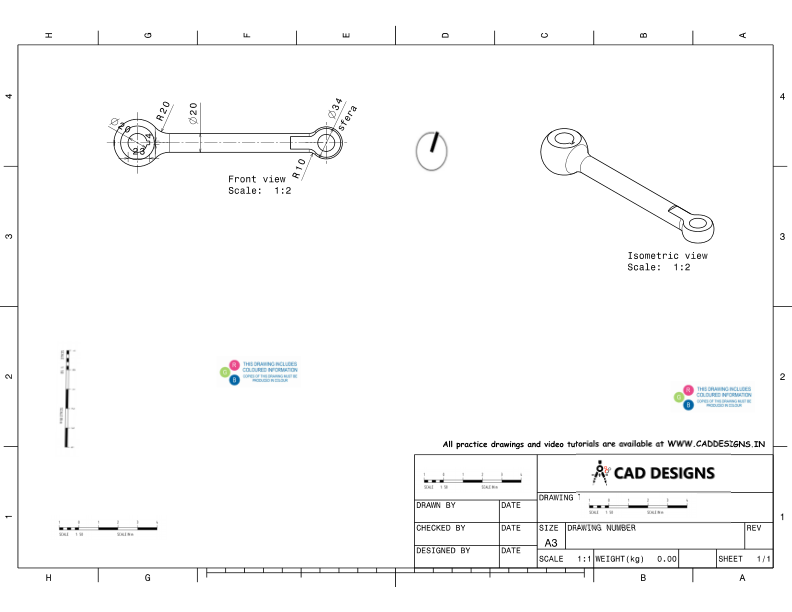 H G F E D C B A
4 4
R20
Ø20
Ø34
sfera
R10
Front view
Scale: 1:2
3 3
Isometric view
Scale: 1:2
2 2
R
G
B
THIS DRAWING INCLUDES
COLOURED INFORMATION
COPIES OF THIS DRAWING MUST BE
PRODUCED IN COLOUR
R
G
B
THIS DRAWING INCLUDES
COLOURED INFORMATION
COPIES OF THIS DRAWING MUST BE
PRODUCED IN COLOUR
All practice drawings and video tutorials are available at WWW.CADDESIGNS.IN
CAD DESIGNS
DRAWING
DRAWN BY DATE
CHECKED BY DATE
SIZE DRAWING NUMBER REV
A3
DESIGNED BY DATE
SCALE 1:1 WEIGHT(kg) 0.00 SHEET 1/1
1 1
H G B A